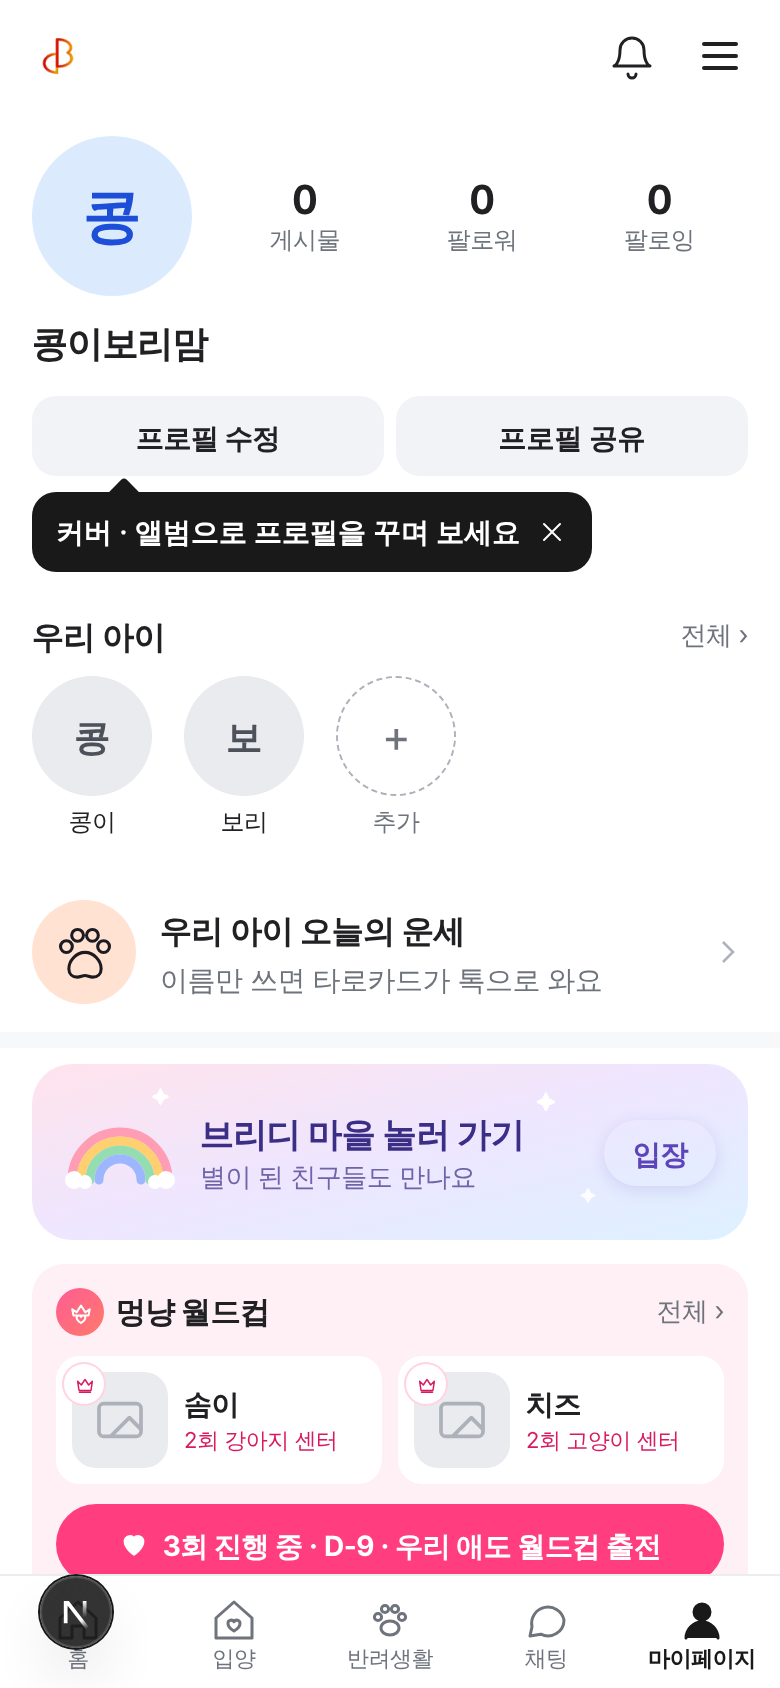 콩
0
게시물
0
팔로워
0
팔로잉
콩이보리맘
프로필 수정
프로필 공유
커버 · 앨범으로 프로필을 꾸며 보세요
우리 아이
전체 ›
콩
보
+
콩이
보리
추가
우리 아이 오늘의 운세
이름만 쓰면 타로카드가 톡으로 와요
브리디 마을 놀러 가기
별이 된 친구들도 만나요
입장
멍냥 월드컵
전체 ›
솜이
2회 강아지 센터
치즈
2회 고양이 센터
3회 진행 중 · D-9 · 우리 애도 월드컵 출전
N
홈
입양
반려생활
채팅
마이페이지